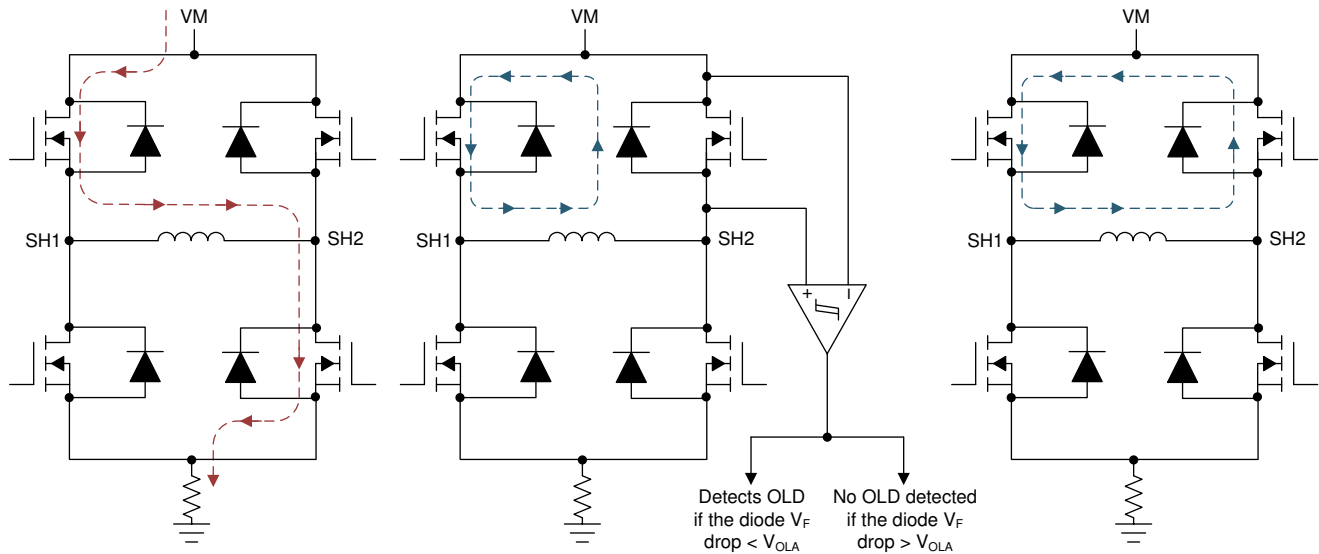 VM
VM
VM
SH1
SH2
SH1
SH2
SH1
SH2
+
–
Detects OLD
if the diode VF
drop < VOLA
No OLD detected
if the diode VF
drop > VOLA